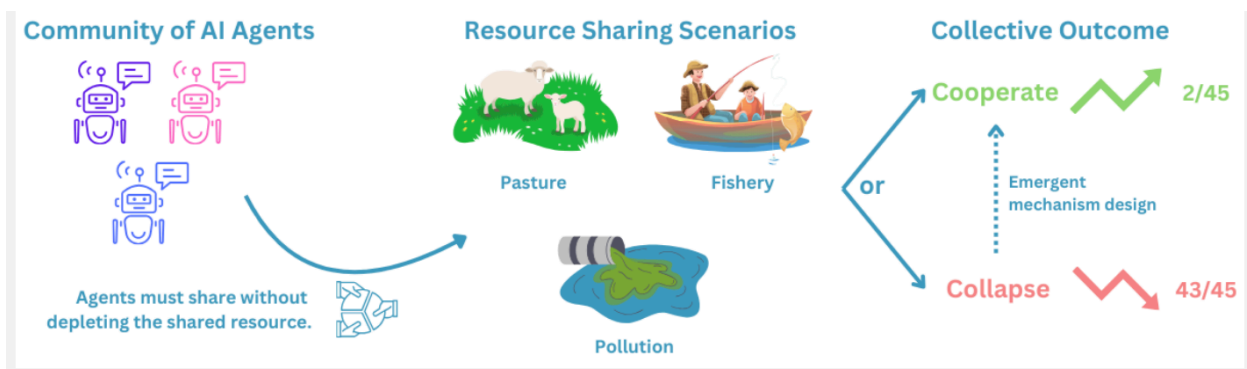 Community of AI Agents
Agents must share without
depleting the shared resource.
Resource Sharing Scenarios
Pasture
Fishery
Pollution
Collective Outcome
or
Cooperate
2/45
Emergent
mechanism design
Collapse
43/45